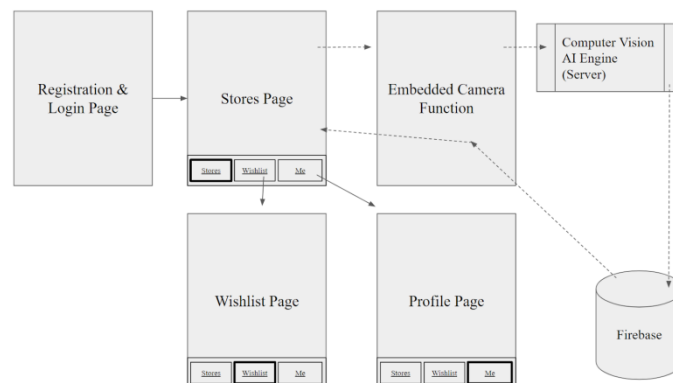 Registration &
Login Page
Stores Page
Stores
Wishlist
Me
Embedded Camera
Function
Computer Vision
AI Engine
(Server)
Wishlist Page
Stores
Wishlist
Me
Profile Page
Stores
Wishlist
Me
Firebase